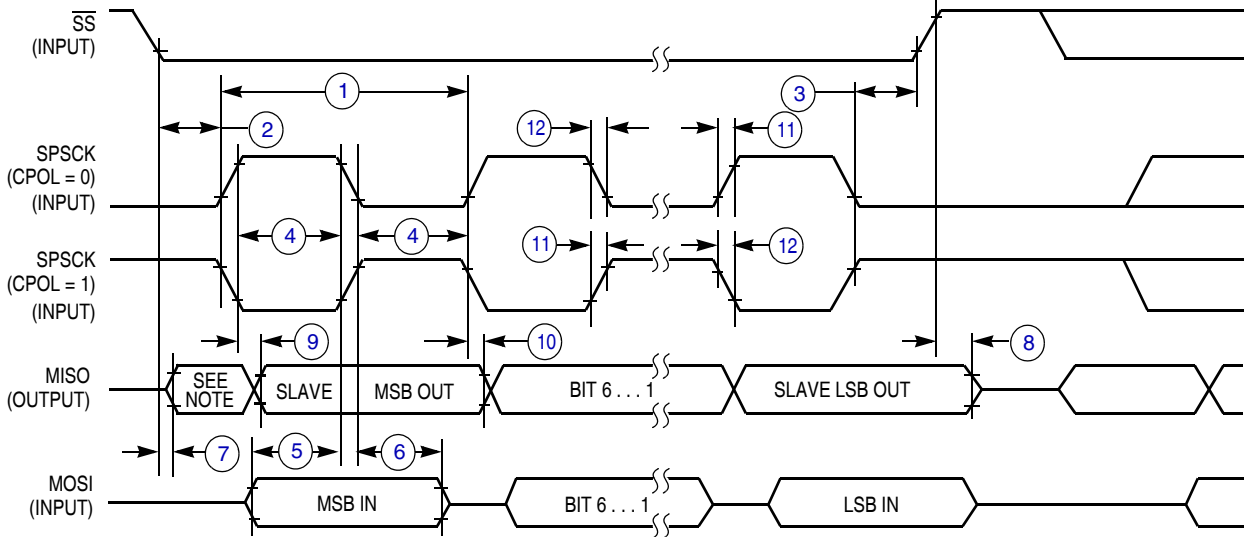 SS
(INPUT)
1
3
2
12
11
SPSCK
(CPOL = 0)
(INPUT)
4
4
11
12
SPSCK
(CPOL = 1)
(INPUT)
9
10
8
MISO
(OUTPUT)
SEE
NOTE
SLAVE
MSB OUT
BIT 6 . . . 1
SLAVE LSB OUT
7
5
6
MOSI
(INPUT)
MSB IN
BIT 6 . . . 1
LSB IN